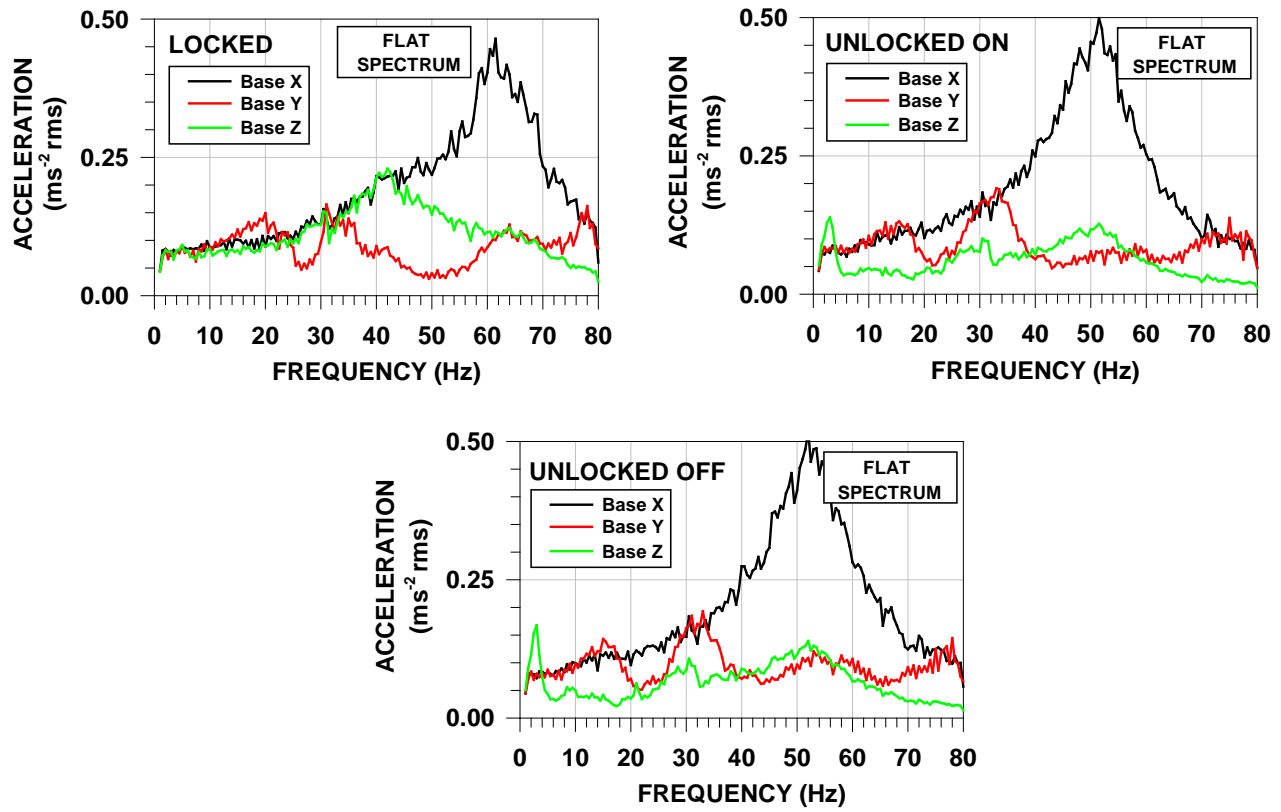 LOCKED
FLAT
SPECTRUM
Base X
Base Y
Base Z
ACCELERATION
(ms⁻² rms)
0.50
0.25
0.00
0 10 20 30 40 50 60 70 80
FREQUENCY (Hz)
UNLOCKED ON
FLAT
SPECTRUM
Base X
Base Y
Base Z
ACCELERATION
(ms⁻² rms)
0.50
0.25
0.00
0 10 20 30 40 50 60 70 80
FREQUENCY (Hz)
UNLOCKED OFF
FLAT
SPECTRUM
Base X
Base Y
Base Z
ACCELERATION
(ms⁻² rms)
0.50
0.25
0.00
0 10 20 30 40 50 60 70 80
FREQUENCY (Hz)